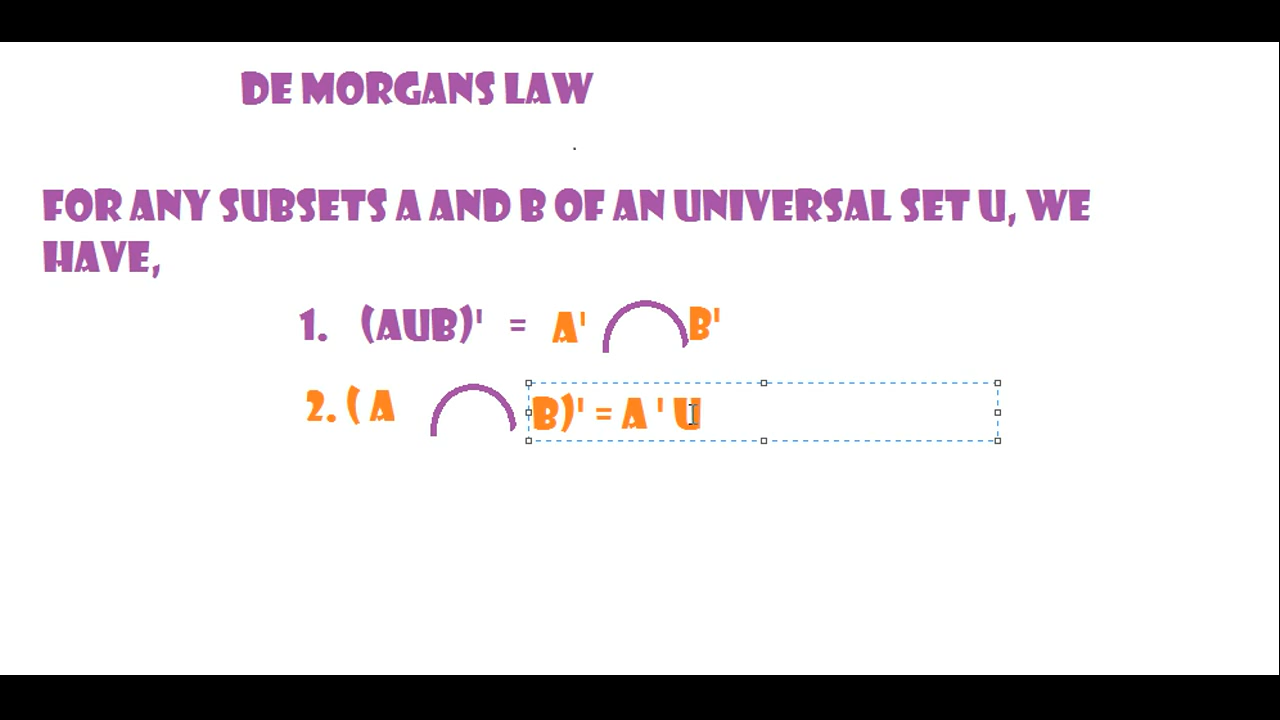 DE MORGANS LAW
FOR ANY SUBSETS A AND B OF AN UNIVERSAL SET U, WE
HAVE,
1. (AUB)' = A' ∩ B'
2. ( A ∩ B)' = A ' U